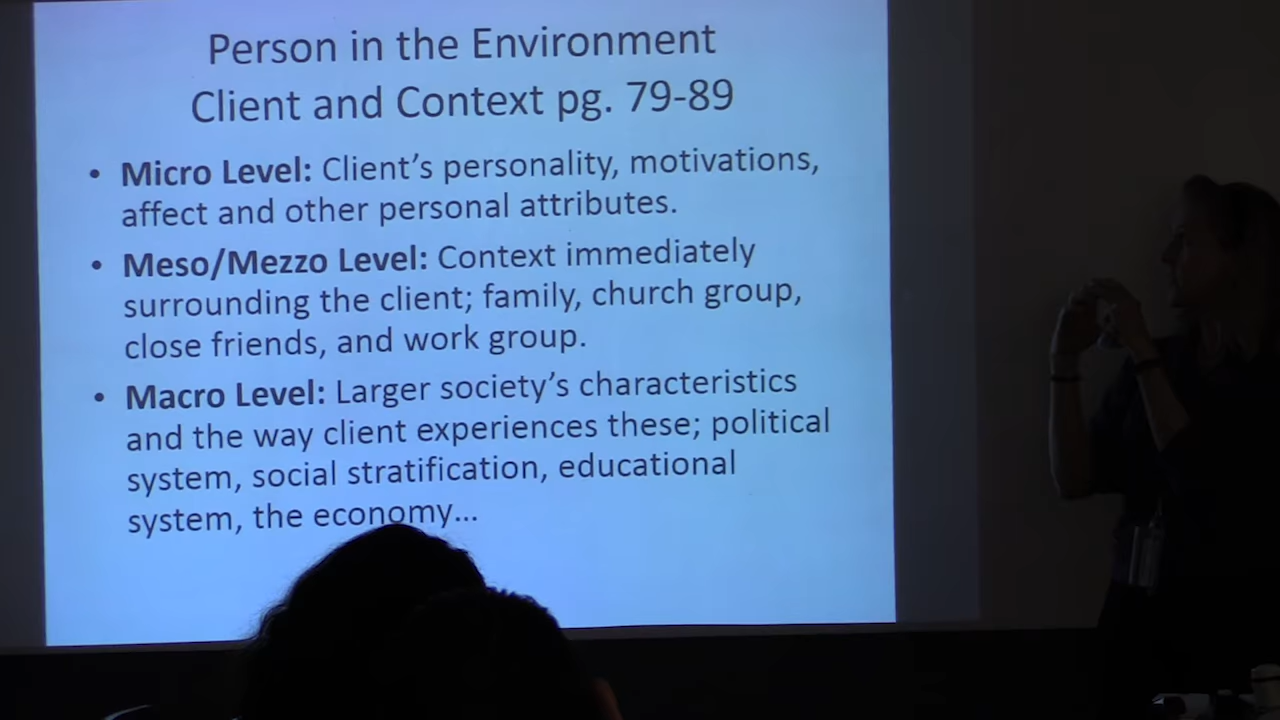 Person in the Environment
Client and Context pg. 79-89
• Micro Level: Client's personality, motivations,
affect and other personal attributes.
• Meso/Mezzo Level: Context immediately
surrounding the client; family, church group,
close friends, and work group.
• Macro Level: Larger society's characteristics
and the way client experiences these; political
system, social stratification, educational
system, the economy...